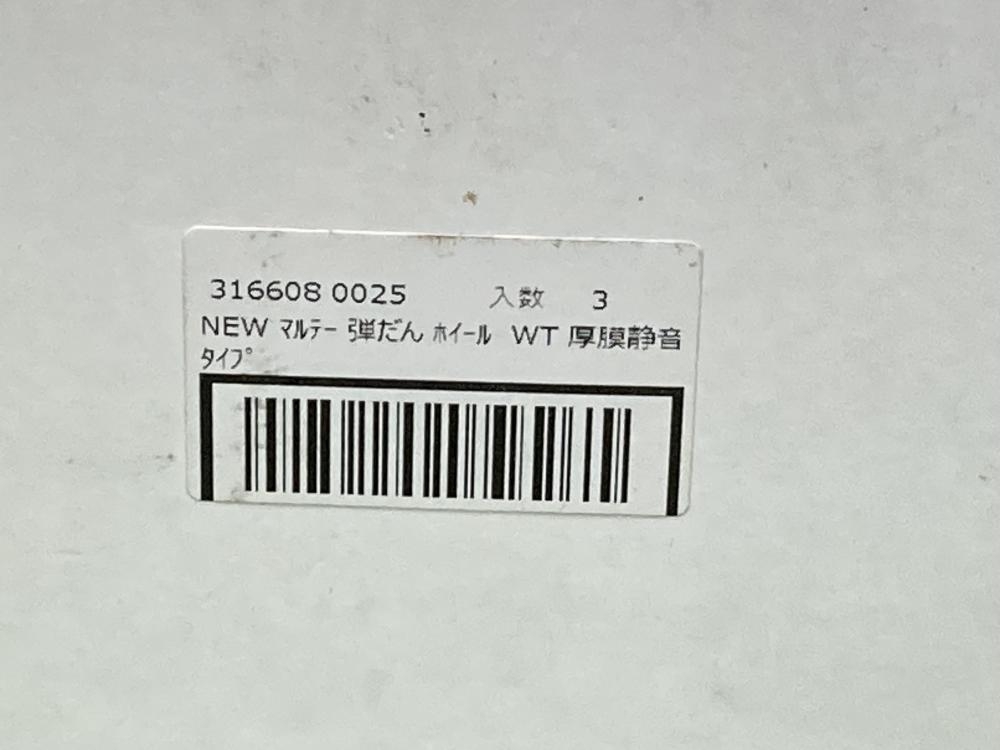 316608 0025 入数 3
NEW ﾏﾙﾃｰ 弾だん ﾎｲｰﾙ WT 厚膜静音
ﾀｲﾌﾟ